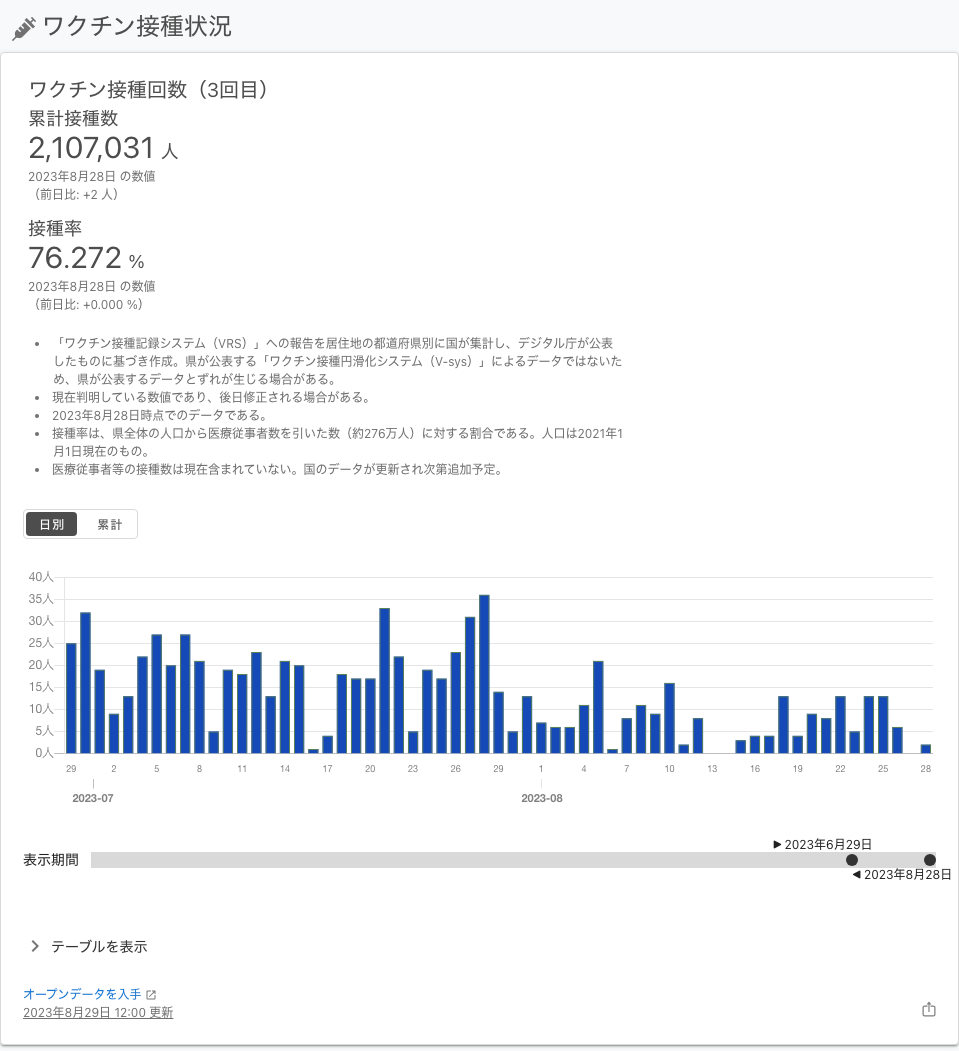 ワクチン接種状況
ワクチン接種回数（3回目）
累計接種数
2,107,031 人
2023年8月28日 の数値
（前日比: +2 人）
接種率
76.272 %
2023年8月28日 の数値
（前日比: +0.000 %）
• 「ワクチン接種記録システム（VRS）」への報告を居住地の都道府県別に国が集計し、デジタル庁が公表
したものに基づき作成。県が公表する「ワクチン接種円滑化システム（V-sys）」によるデータではないた
め、県が公表するデータとずれが生じる場合がある。
• 現在判明している数値であり、後日修正される場合がある。
• 2023年8月28日時点でのデータである。
• 接種率は、県全体の人口から医療従事者数を引いた数（約276万人）に対する割合である。人口は2021年1
月1日現在のもの。
• 医療従事者等の接種数は現在含まれていない。国のデータが更新され次第追加予定。
日別 累計
40人
35人
30人
25人
20人
15人
10人
5人
0人
29 2 5 8 11 14 17 20 23 26 29 1 4 7 10 13 16 19 22 25 28
2023-07 2023-08
▶ 2023年6月29日
表示期間
◀ 2023年8月28日
テーブルを表示
オープンデータを入手
2023年8月29日 12:00 更新